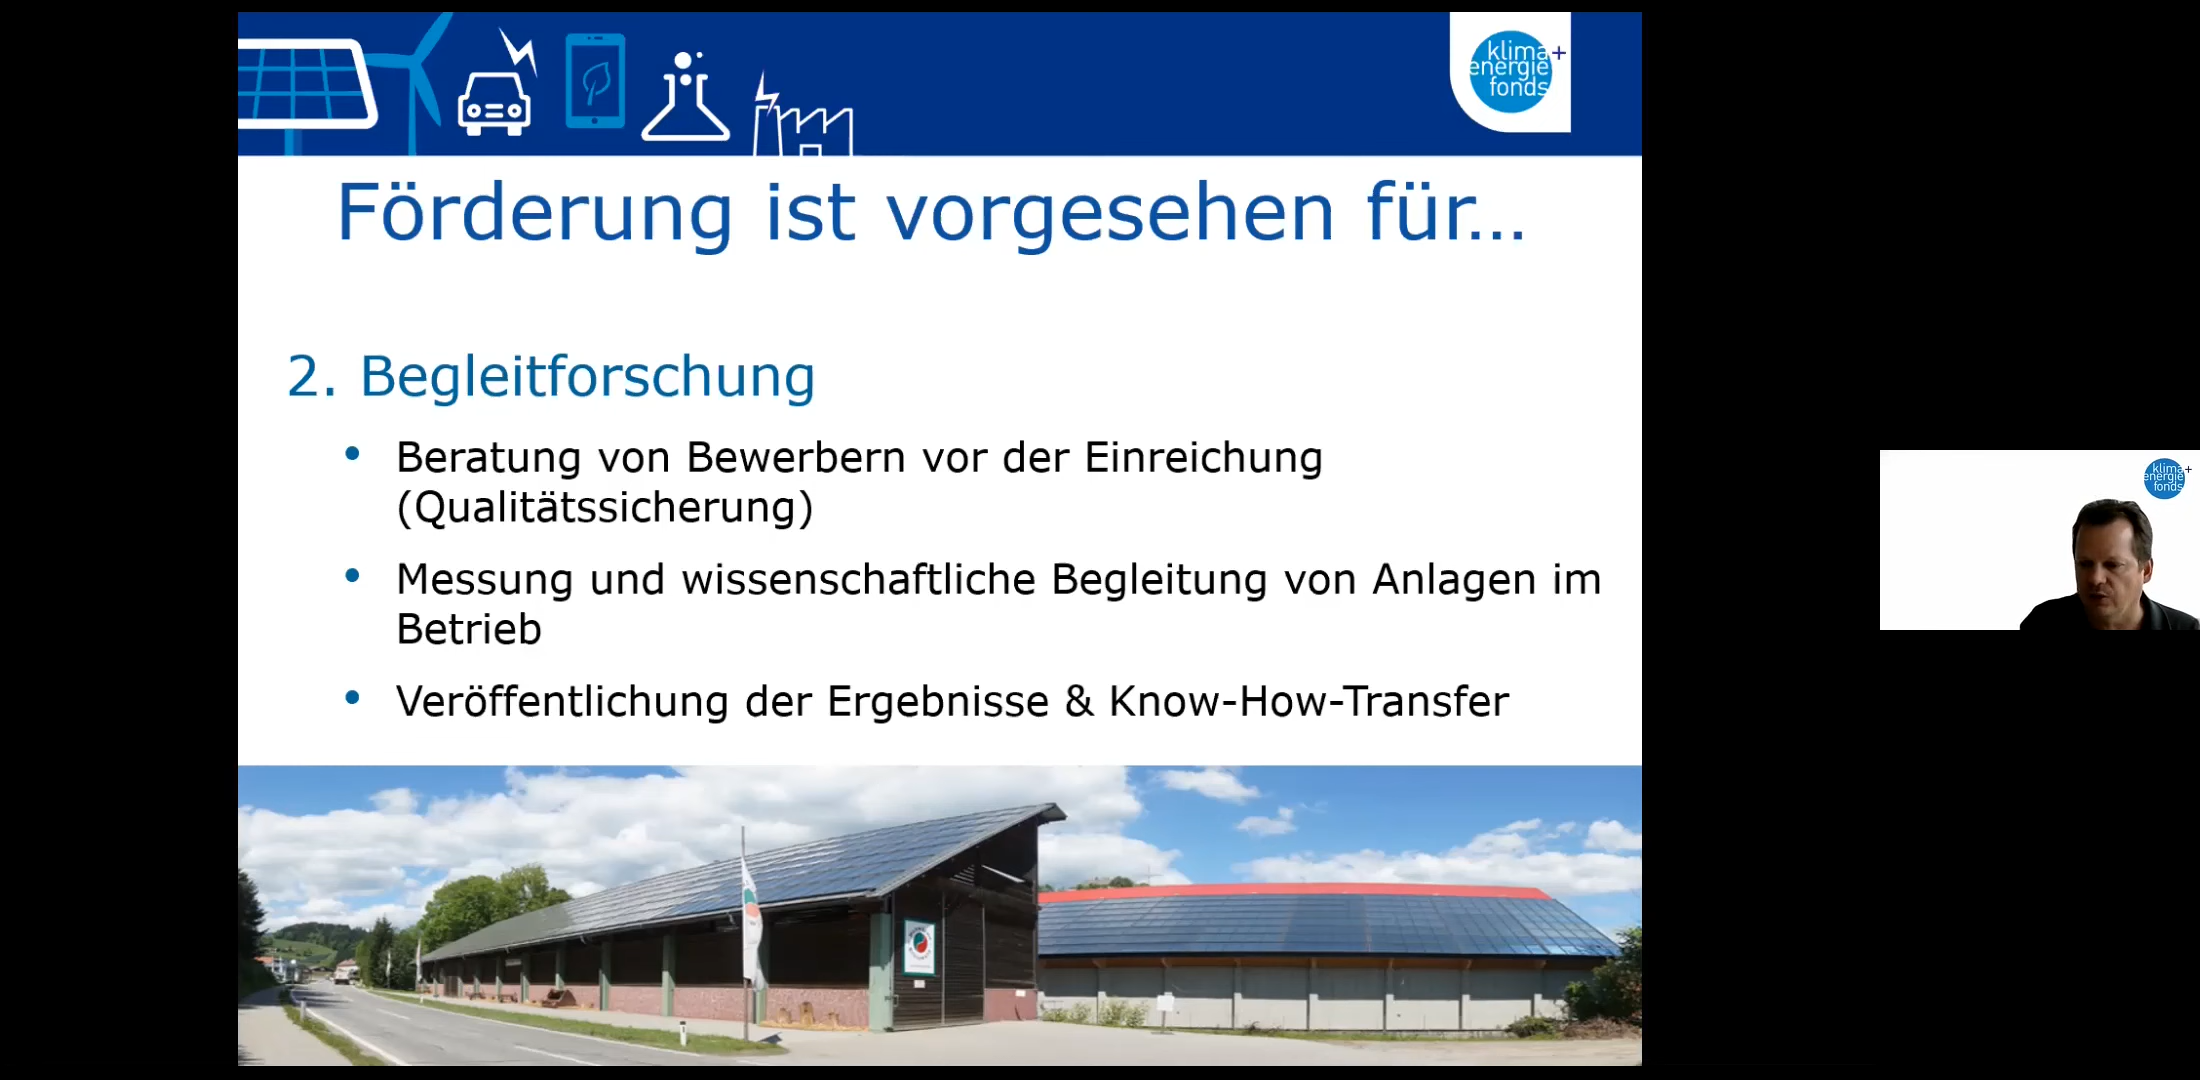 klima+
energie
fonds
Förderung ist vorgesehen für…
2. Begleitforschung
• Beratung von Bewerbern vor der Einreichung
(Qualitätssicherung)
• Messung und wissenschaftliche Begleitung von Anlagen im
Betrieb
• Veröffentlichung der Ergebnisse & Know-How-Transfer
klima+
energie
fonds